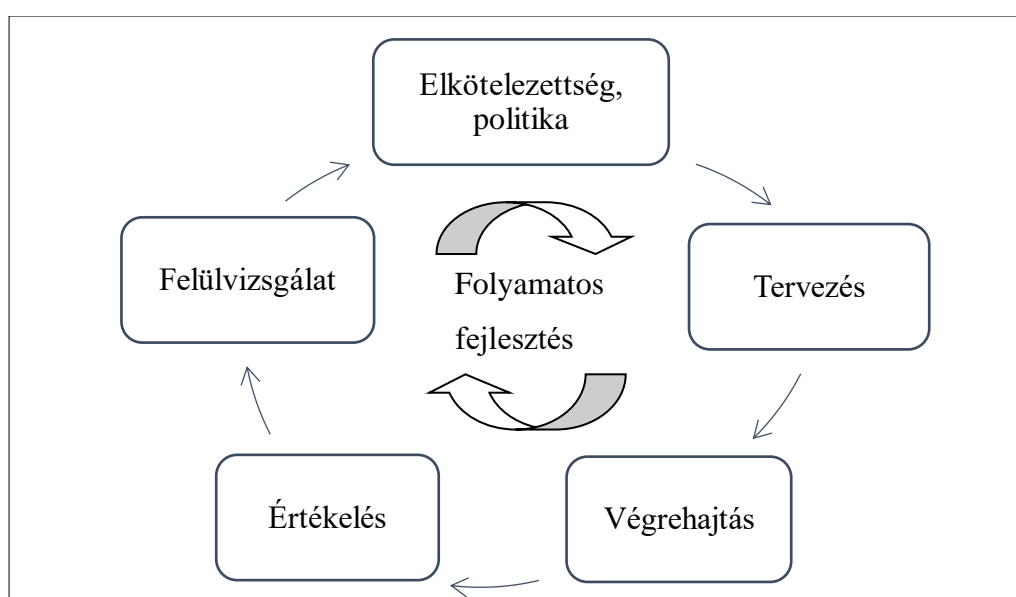 Elkötelezettség,
politika
Felülvizsgálat
Folyamatos
fejlesztés
Tervezés
Értékelés
Végrehajtás